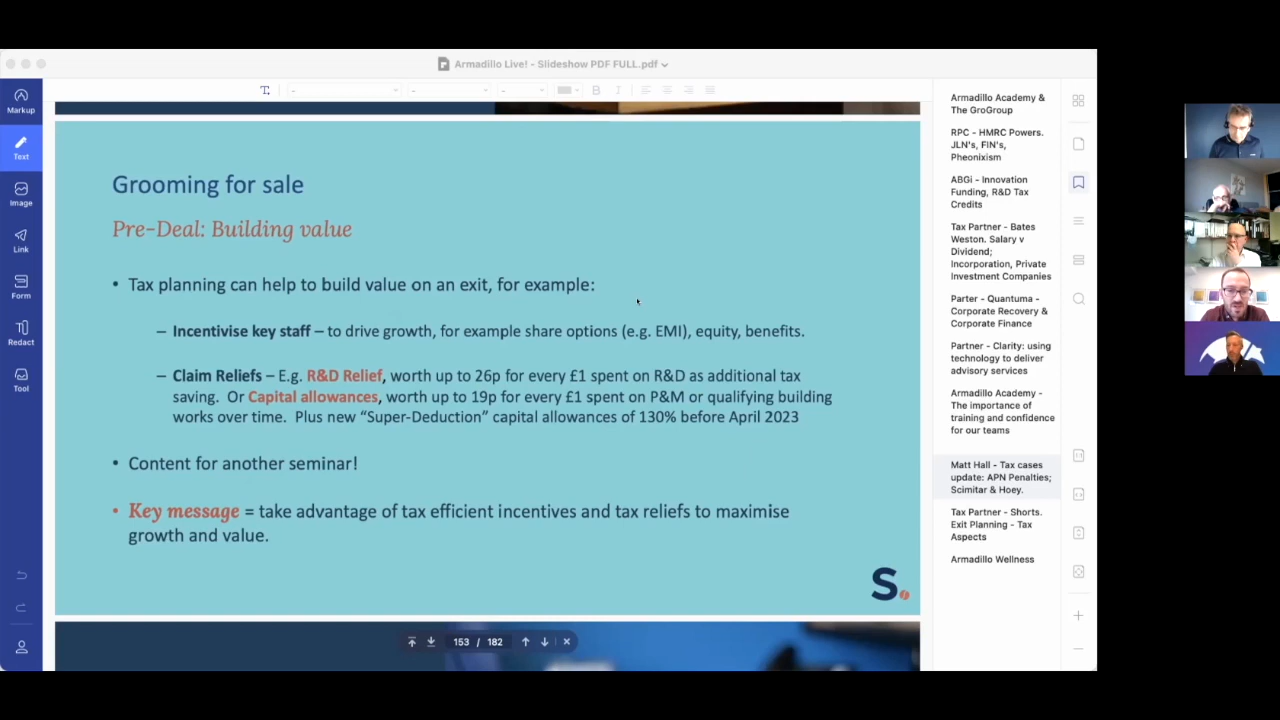 Armadillo Live! - Slideshow PDF FULL.pdf
Markup
Text
Image
Link
Form
Redact
Tool
B I
Grooming for sale
Pre-Deal: Building value
• Tax planning can help to build value on an exit, for example:
– Incentivise key staff – to drive growth, for example share options (e.g. EMI), equity, benefits.
– Claim Reliefs – E.g. R&D Relief, worth up to 26p for every £1 spent on R&D as additional tax
saving. Or Capital allowances, worth up to 19p for every £1 spent on P&M or qualifying building
works over time. Plus new “Super-Deduction” capital allowances of 130% before April 2023
• Content for another seminar!
• Key message = take advantage of tax efficient incentives and tax reliefs to maximise
growth and value.
S.
153 / 182
Armadillo Academy &
The GroGroup
RPC - HMRC Powers.
JLN's, FIN's,
Pheonixism
ABGi - Innovation
Funding, R&D Tax
Credits
Tax Partner - Bates
Weston. Salary v
Dividend;
Incorporation, Private
Investment Companies
Parter - Quantuma -
Corporate Recovery &
Corporate Finance
Partner - Clarity: using
technology to deliver
advisory services
Armadillo Academy -
The importance of
training and confidence
for our teams
Matt Hall - Tax cases
update: APN Penalties;
Scimitar & Hoey.
Tax Partner - Shorts.
Exit Planning - Tax
Aspects
Armadillo Wellness